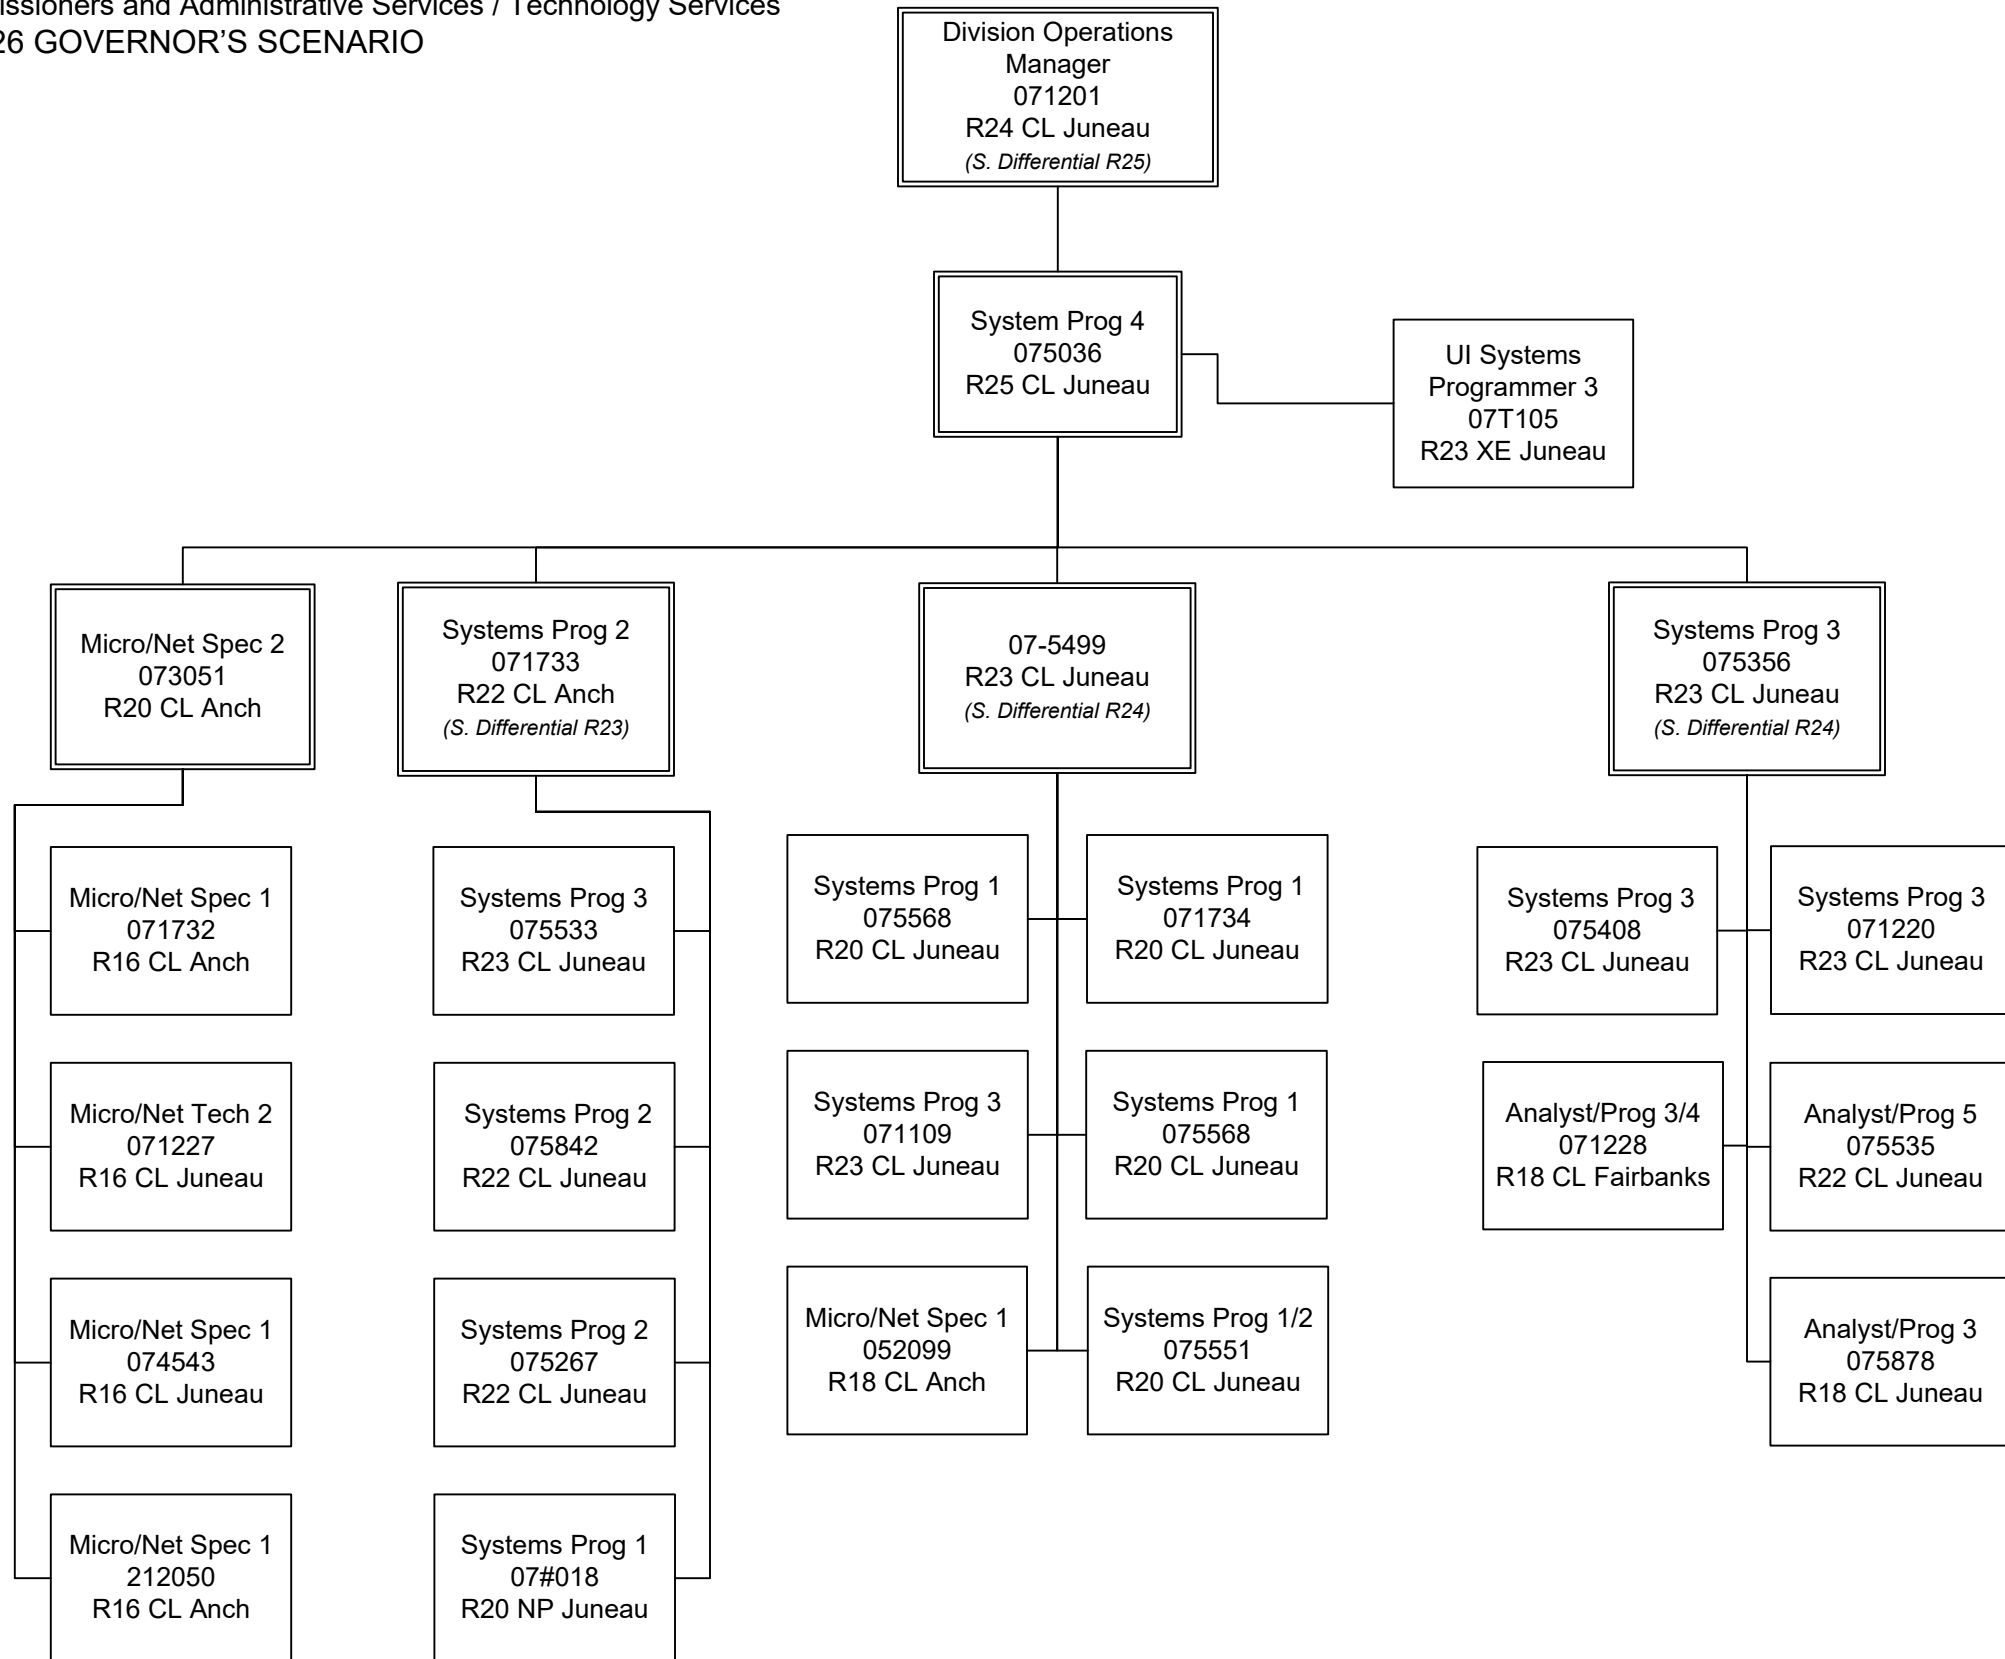 and Administrative Services / Technology Services
GOVERNOR’S SCENARIO
Division Operations
Manager
071201
R24 CL Juneau
(S. Differential R25)
System Prog 4
075036
R25 CL Juneau
UI Systems
Programmer 3
07T105
R23 XE Juneau
Micro/Net Spec 2
073051
R20 CL Anch
Systems Prog 2
071733
R22 CL Anch
(S. Differential R23)
07-5499
R23 CL Juneau
(S. Differential R24)
Systems Prog 3
075356
R23 CL Juneau
(S. Differential R24)
Micro/Net Spec 1
071732
R16 CL Anch
Micro/Net Tech 2
071227
R16 CL Juneau
Micro/Net Spec 1
074543
R16 CL Juneau
Micro/Net Spec 1
212050
R16 CL Anch
Systems Prog 3
075533
R23 CL Juneau
Systems Prog 2
075842
R22 CL Juneau
Systems Prog 2
075267
R22 CL Juneau
Systems Prog 1
07#018
R20 NP Juneau
Systems Prog 1
075568
R20 CL Juneau
Systems Prog 1
071734
R20 CL Juneau
Systems Prog 3
071109
R23 CL Juneau
Systems Prog 1
075568
R20 CL Juneau
Micro/Net Spec 1
052099
R18 CL Anch
Systems Prog 1/2
075551
R20 CL Juneau
Systems Prog 3
075408
R23 CL Juneau
Systems Prog 3
071220
R23 CL Juneau
Analyst/Prog 3/4
071228
R18 CL Fairbanks
Analyst/Prog 5
075535
R22 CL Juneau
Analyst/Prog 3
075878
R18 CL Juneau